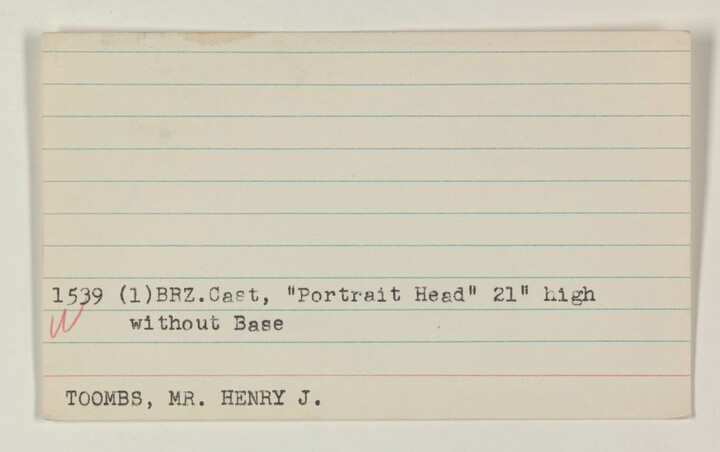 1539 (1)BRZ.Cast, "Portrait Head" 21" high
without Base
TOOMBS, MR. HENRY J.